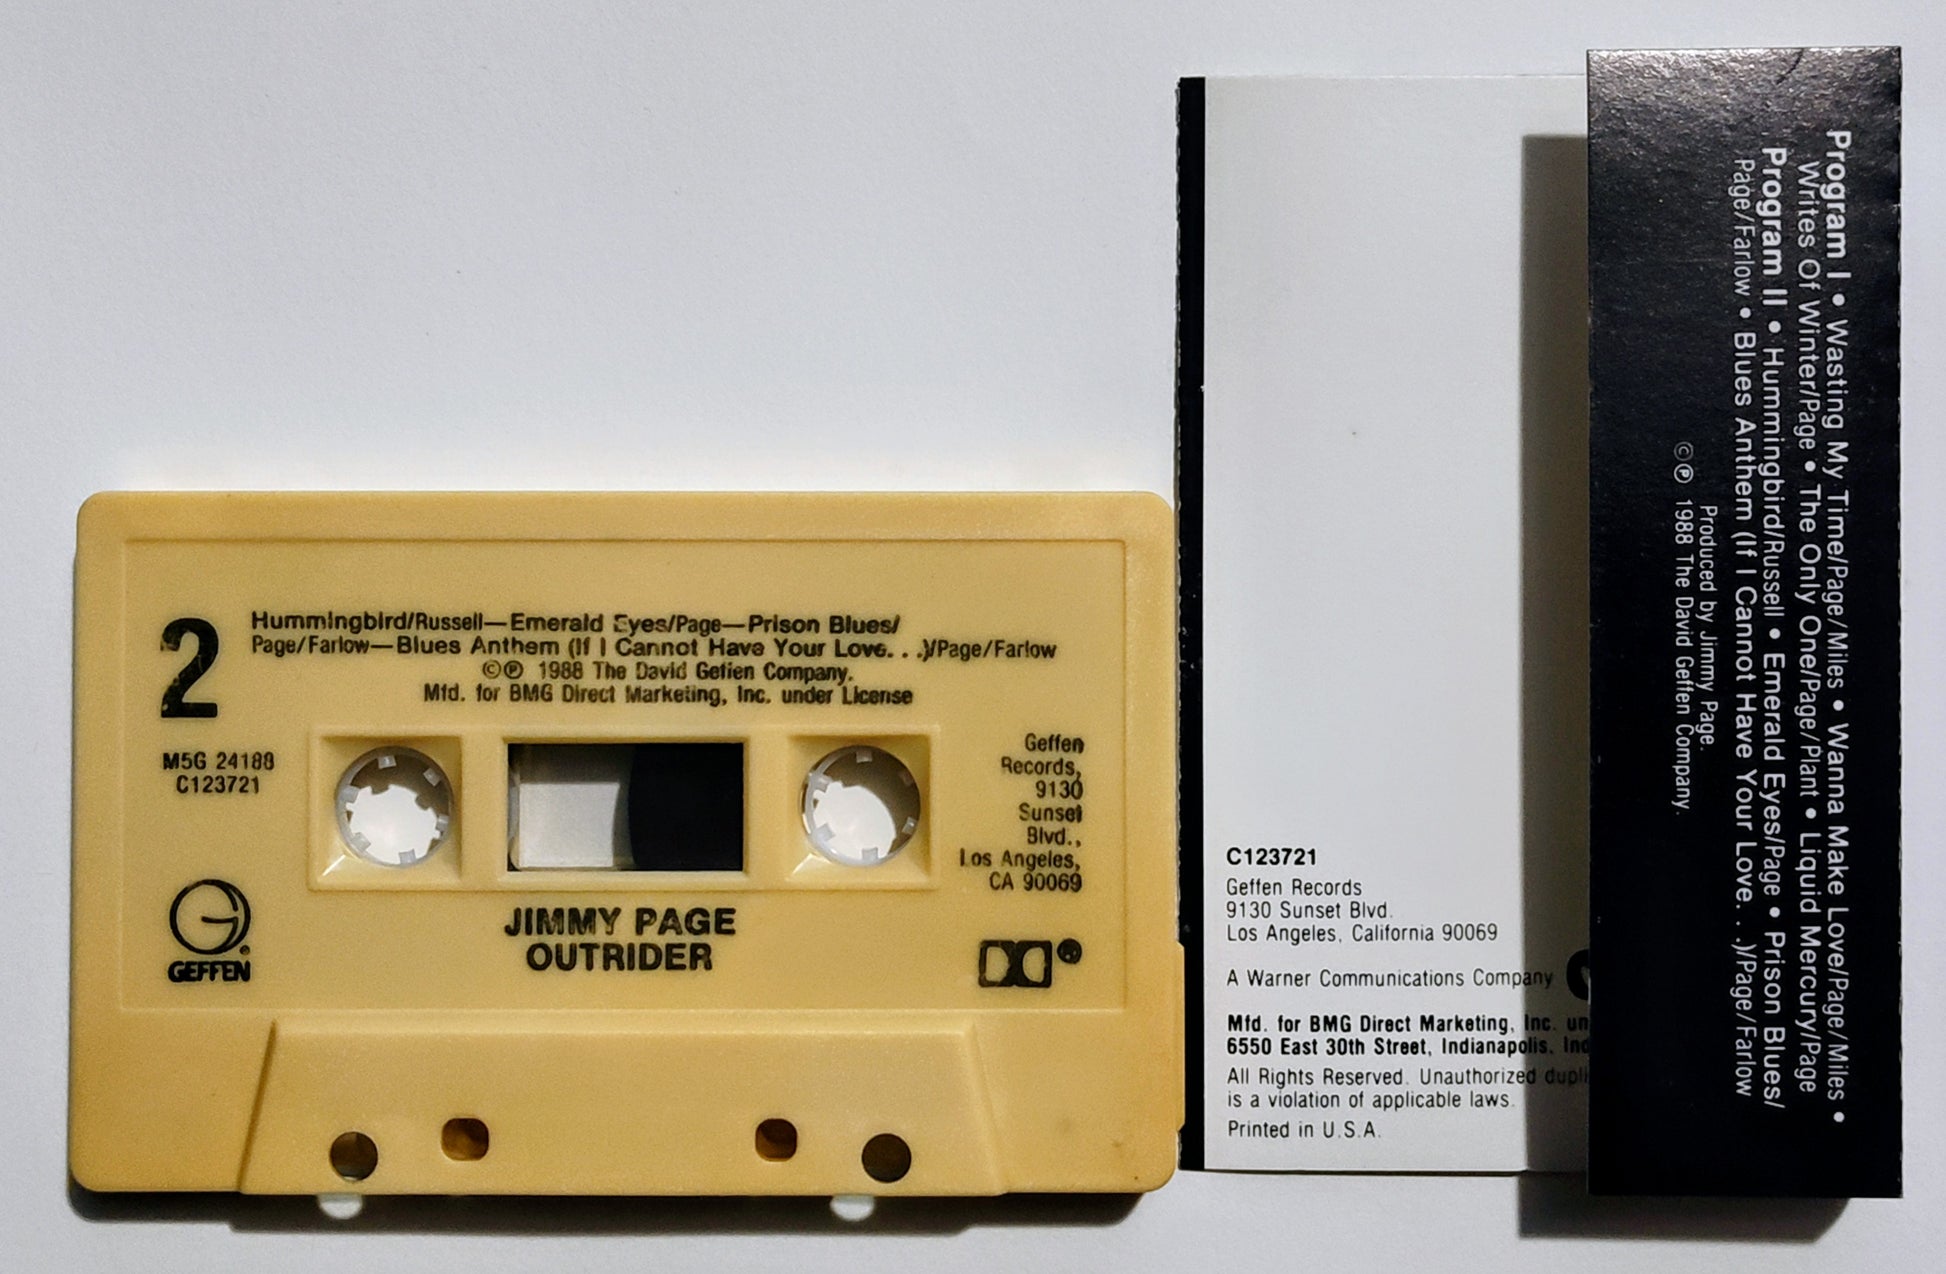 2
Hummingbird/Russell—Emerald Eyes/Page—Prison Blues/
Page/Farlow—Blues Anthem (If I Cannot Have Your Love. . .)/Page/Farlow
©℗ 1988 The David Geffen Company.
Mfd. for BMG Direct Marketing, Inc. under License
M5G 24188
C123721
Geffen
Records,
9130
Sunset
Blvd.,
Los Angeles,
CA 90069
G
GEFFEN
JIMMY PAGE
OUTRIDER
C123721
Geffen Records
9130 Sunset Blvd.
Los Angeles, California 90069
A Warner Communications Company
Mfd. for BMG Direct Marketing, Inc.
6550 East 30th Street, Indianapolis,
All Rights Reserved. Unauthorized
is a violation of applicable laws.
Printed in U.S.A.
Program I • Wasting My Time/Page/Miles • Wanna Make Love/Page/Miles •
Writes Of Winter/Page • The Only One/Page/Plant • Liquid Mercury/Page
Program II • Hummingbird/Russell • Emerald Eyes/Page • Prison Blues/
Page/Farlow • Blues Anthem (If I Cannot Have Your Love. . .)/Page/Farlow
Produced by Jimmy Page.
©℗ 1988 The David Geffen Company.